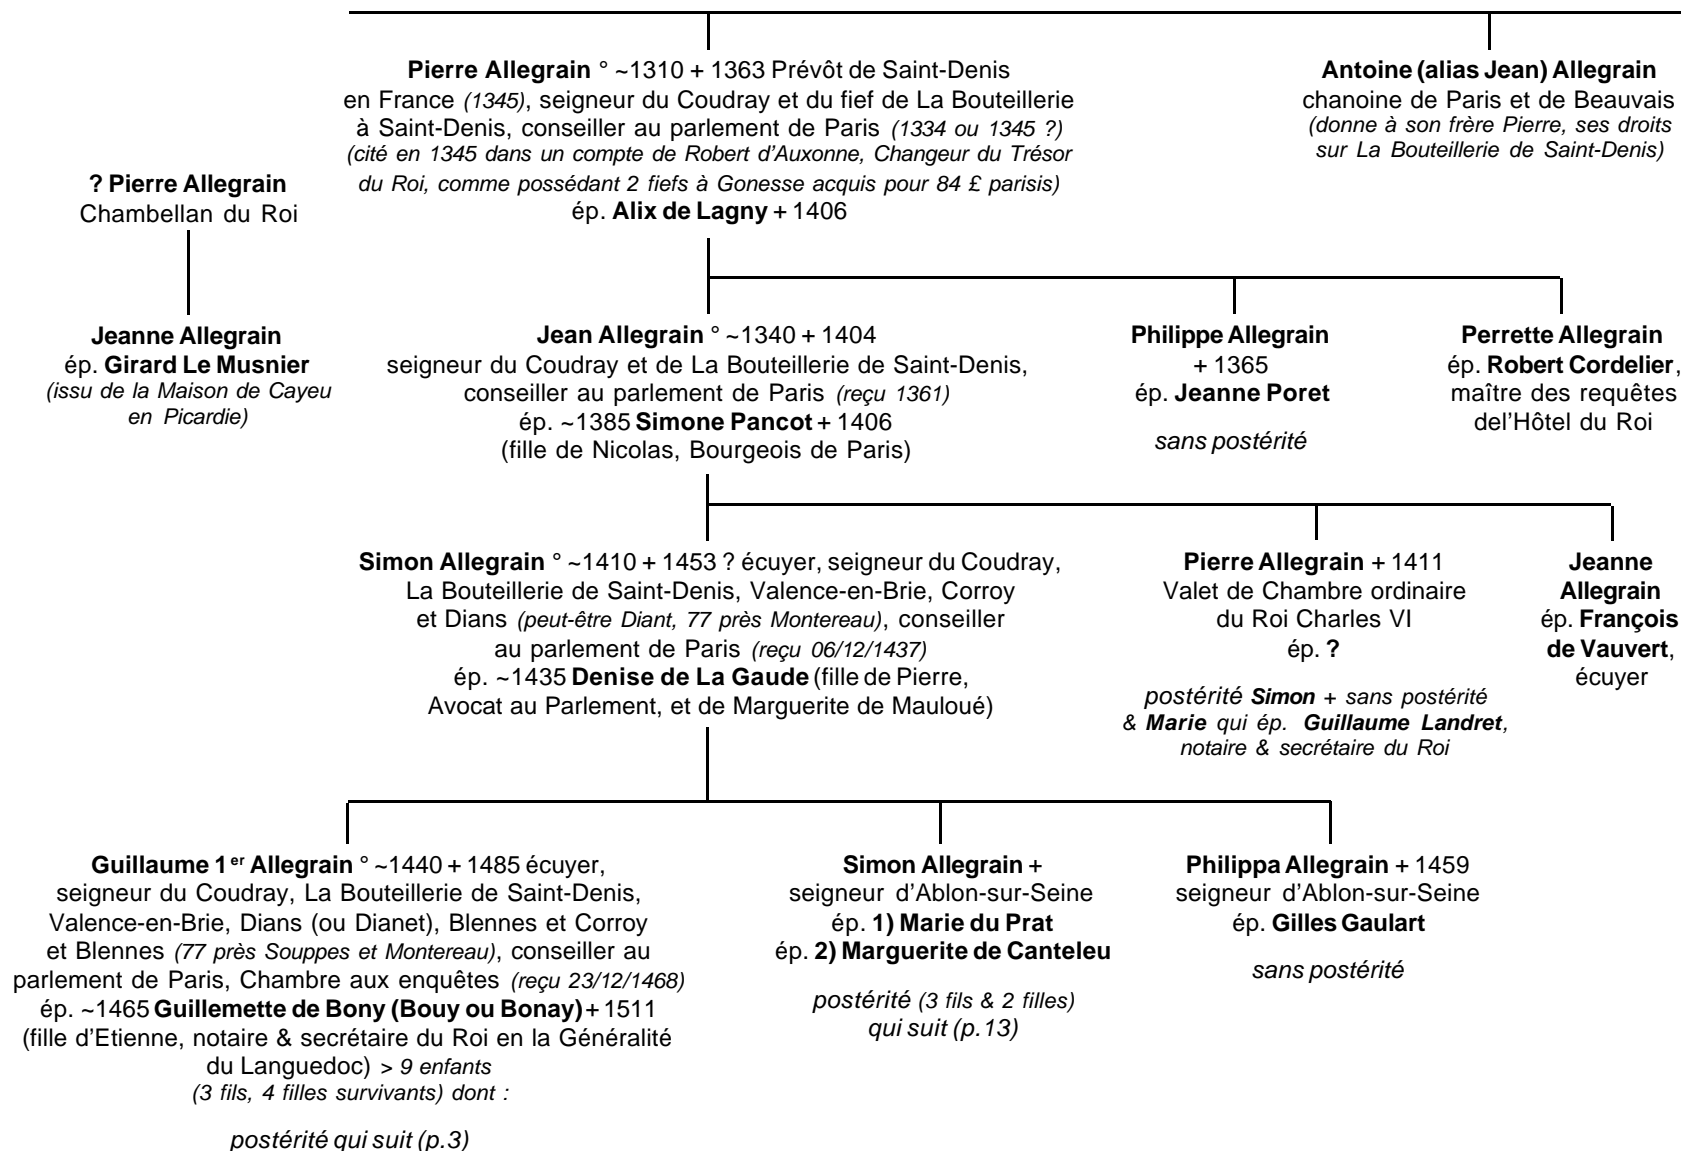 Pierre Allegrain ° ~1310 + 1363 Prévôt de Saint-Denis
en France (1345), seigneur du Coudray et du fief de La Bouteillerie
à Saint-Denis, conseiller au parlement de Paris (1334 ou 1345 ?)
(cité en 1345 dans un compte de Robert d'Auxonne, Changeur du Trésor
du Roi, comme possédant 2 fiefs à Gonesse acquis pour 84 £ parisis)
ép. Alix de Lagny + 1406
Antoine (alias Jean) Allegrain
chanoine de Paris et de Beauvais
(donne à son frère Pierre, ses droits
sur La Bouteillerie de Saint-Denis)
? Pierre Allegrain
Chambellan du Roi
Jeanne Allegrain
ép. Girard Le Musnier
(issu de la Maison de Cayeu
en Picardie)
Jean Allegrain ° ~1340 + 1404
seigneur du Coudray et de La Bouteillerie de Saint-Denis,
conseiller au parlement de Paris (reçu 1361)
ép. ~1385 Simone Pancot + 1406
(fille de Nicolas, Bourgeois de Paris)
Philippe Allegrain
+ 1365
ép. Jeanne Poret
sans postérité
Perrette Allegrain
ép. Robert Cordelier,
maître des requêtes
del'Hôtel du Roi
Simon Allegrain ° ~1410 + 1453 ? écuyer, seigneur du Coudray,
La Bouteillerie de Saint-Denis, Valence-en-Brie, Corroy
et Dians (peut-être Diant, 77 près Montereau), conseiller
au parlement de Paris (reçu 06/12/1437)
ép. ~1435 Denise de La Gaude (fille de Pierre,
Avocat au Parlement, et de Marguerite de Mauloué)
Pierre Allegrain + 1411
Valet de Chambre ordinaire
du Roi Charles VI
ép. ?
postérité Simon + sans postérité
& Marie qui ép. Guillaume Landret,
notaire & secrétaire du Roi
Jeanne
Allegrain
ép. François
de Vauvert,
écuyer
Guillaume 1er Allegrain ° ~1440 + 1485 écuyer,
seigneur du Coudray, La Bouteillerie de Saint-Denis,
Valence-en-Brie, Dians (ou Dianet), Blennes et Corroy
et Blennes (77 près Souppes et Montereau), conseiller au
parlement de Paris, Chambre aux enquêtes (reçu 23/12/1468)
ép. ~1465 Guillemette de Bony (Bouy ou Bonay)+ 1511
(fille d'Etienne, notaire & secrétaire du Roi en la Généralité
du Languedoc) > 9 enfants
(3 fils, 4 filles survivants) dont :
postérité qui suit (p.3)
Simon Allegrain +
seigneur d'Ablon-sur-Seine
ép. 1) Marie du Prat
ép. 2) Marguerite de Canteleu
postérité (3 fils & 2 filles)
qui suit (p.13)
Philippa Allegrain + 1459
seigneur d'Ablon-sur-Seine
ép. Gilles Gaulart
sans postérité